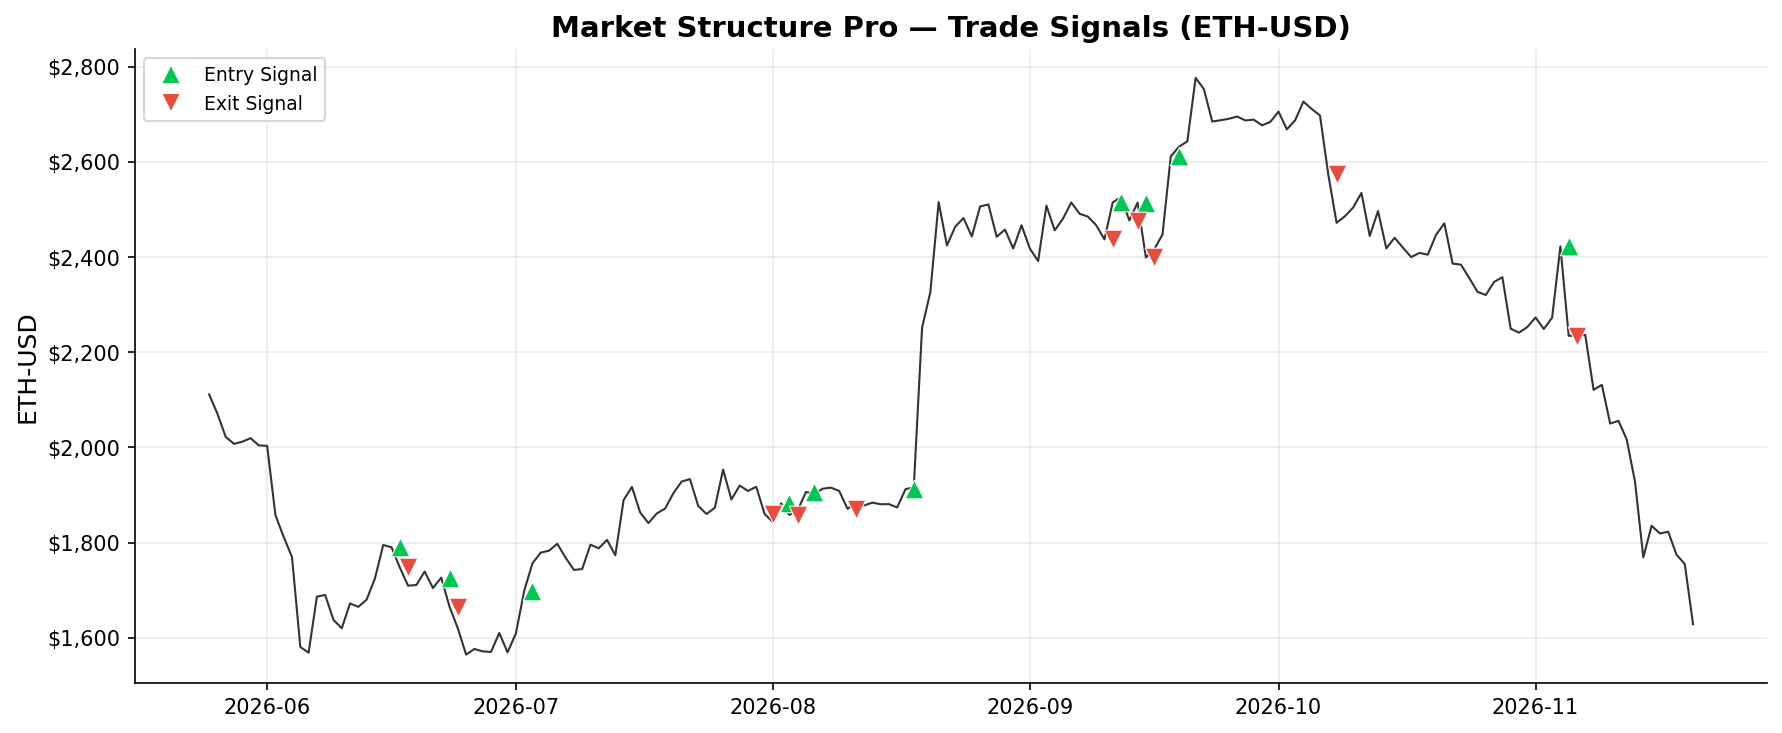 Market Structure Pro — Trade Signals (ETH-USD)
Entry Signal
Exit Signal
ETH-USD
$2,800
$2,600
$2,400
$2,200
$2,000
$1,800
$1,600
2026-06 2026-07 2026-08 2026-09 2026-10 2026-11